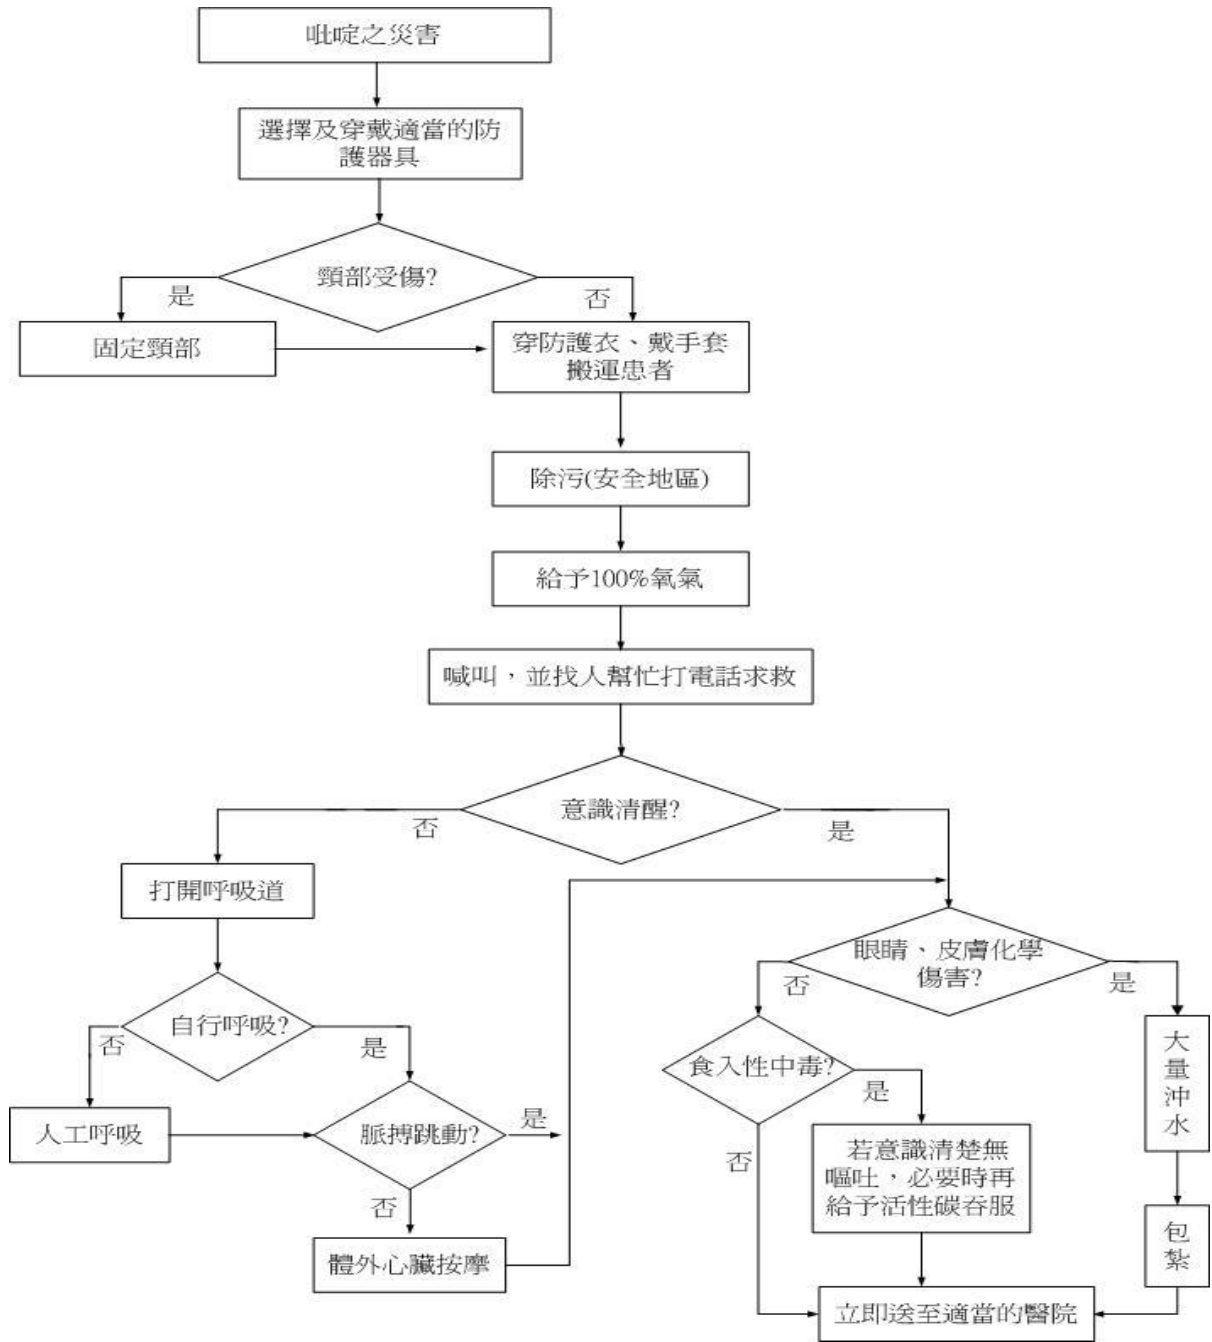 吡啶之災害
選擇及穿戴適當的防
護器具
頸部受傷?
是
否
固定頸部
穿防護衣、戴手套
搬運患者
除污(安全地區)
給予100%氧氣
喊叫，並找人幫忙打電話求救
意識清醒?
否
是
打開呼吸道
眼睛、皮膚化學
傷害?
否
是
自行呼吸?
否
是
食入性中毒?
是
否
大
量
沖
水
人工呼吸
脈搏跳動?
是
否
若意識清楚無
嘔吐，必要時再
給予活性碳吞服
體外心臟按摩
包
紮
立即送至適當的醫院